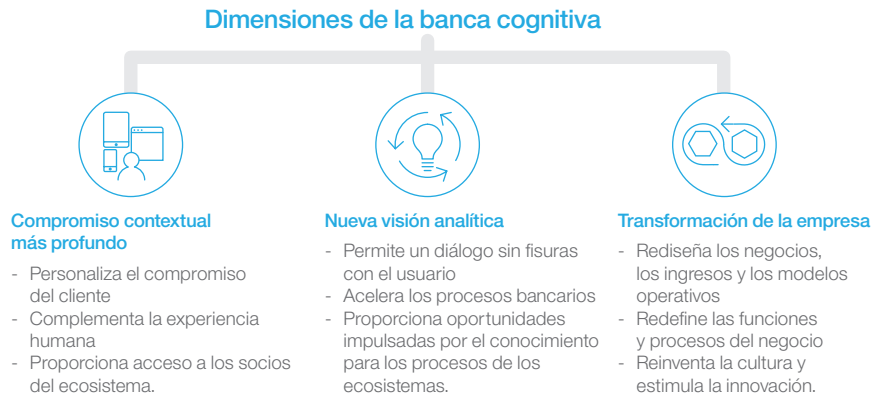 Dimensiones de la banca cognitiva
Compromiso contextual
más profundo
- Personaliza el compromiso
del cliente
- Complementa la experiencia
humana
- Proporciona acceso a los socios
del ecosistema.
Nueva visión analítica
- Permite un diálogo sin fisuras
con el usuario
- Acelera los procesos bancarios
- Proporciona oportunidades
impulsadas por el conocimiento
para los procesos de los
ecosistemas.
Transformación de la empresa
- Rediseña los negocios,
los ingresos y los modelos
operativos
- Redefine las funciones
y procesos del negocio
- Reinventa la cultura y
estimula la innovación.